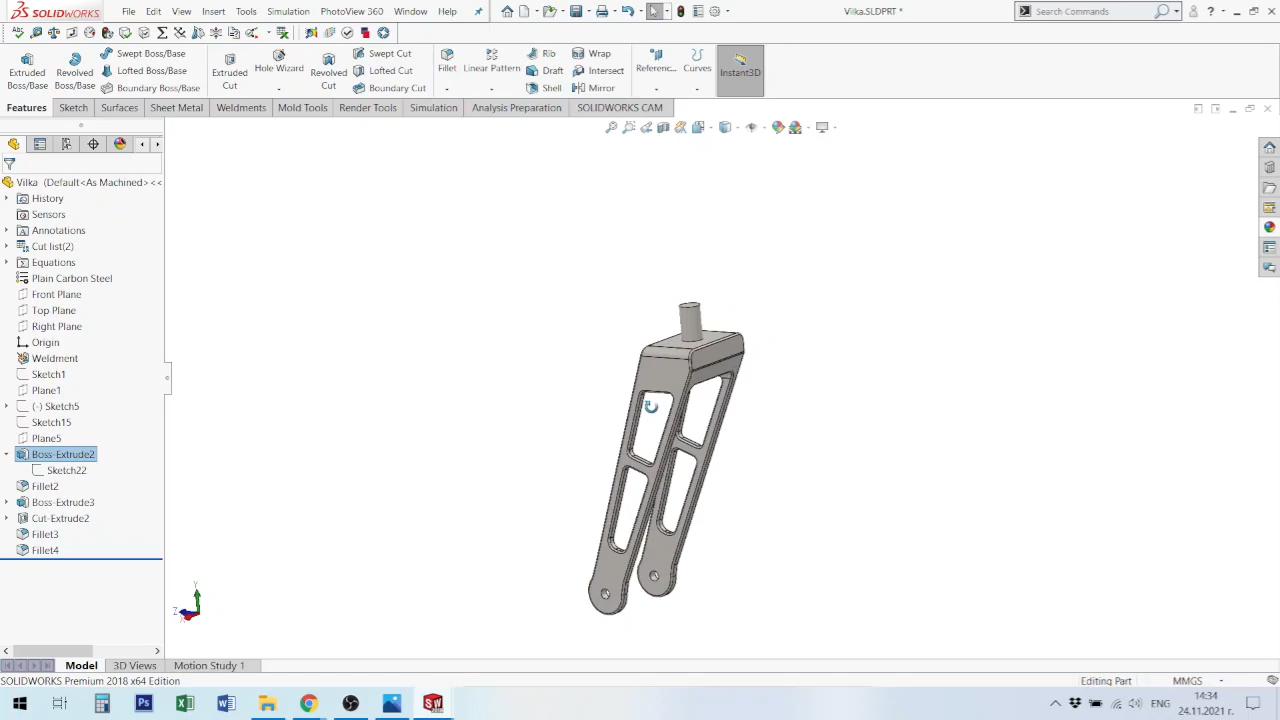 SOLIDWORKS File Edit View Insert Tools Simulation PhotoView 360 Window Help Vilka.SLDPRT * Search Commands
Extruded Boss/Base Revolved Boss/Base Swept Boss/Base Lofted Boss/Base Boundary Boss/Base Extruded Cut Hole Wizard Revolved Cut Swept Cut Lofted Cut Boundary Cut Fillet Linear Pattern Rib Draft Shell Wrap Intersect Mirror Referenc... Curves Instant3D
Features Sketch Surfaces Sheet Metal Weldments Mold Tools Render Tools Simulation Analysis Preparation SOLIDWORKS CAM
Vilka (Default<As Machined><<
History
Sensors
Annotations
Cut list(2)
Equations
Plain Carbon Steel
Front Plane
Top Plane
Right Plane
Origin
Weldment
Sketch1
Plane1
(-) Sketch5
Sketch15
Plane5
Boss-Extrude2
Sketch22
Fillet2
Boss-Extrude3
Cut-Extrude2
Fillet3
Fillet4
Y
Z
Model 3D Views Motion Study 1
SOLIDWORKS Premium 2018 x64 Edition Editing Part MMGS
ЕНГ 14:34
24.11.2021 г.